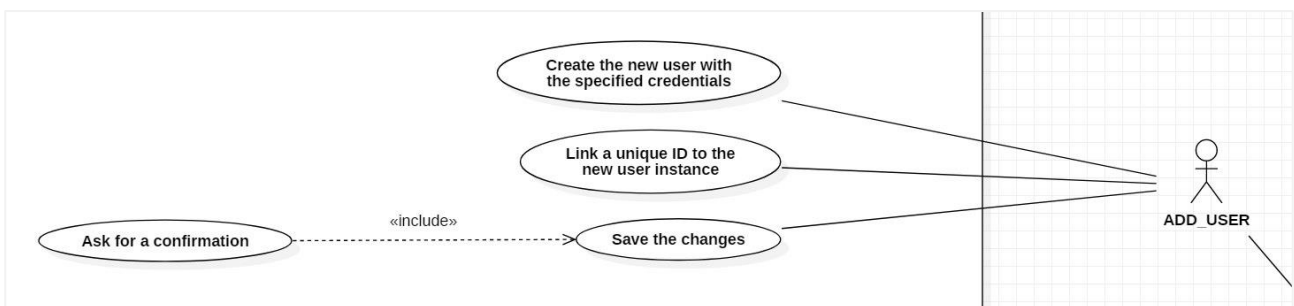 Create the new user with
the specified credentials
Link a unique ID to the
new user instance
«include»
Ask for a confirmation
Save the changes
ADD_USER